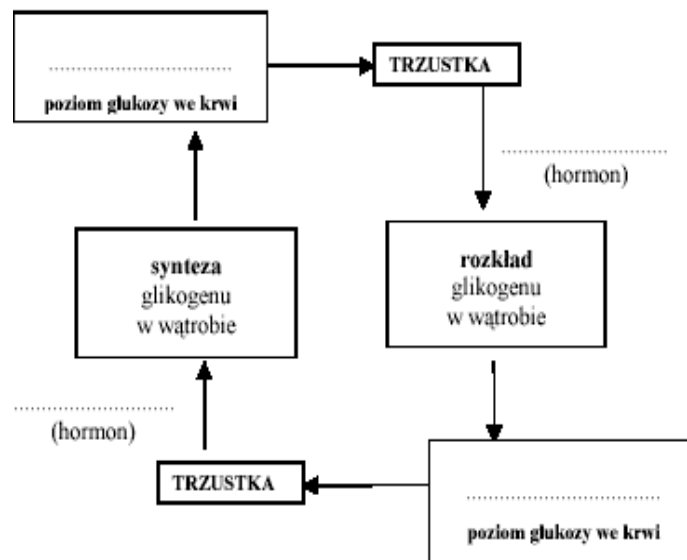 ..............................................
poziom glukozy we krwi
TRZUSTKA
..........................................
(hormon)
synteza
glikogenu
w wątrobie
rozkład
glikogenu
w wątrobie
.......................................
(hormon)
TRZUSTKA
..............................................
poziom glukozy we krwi